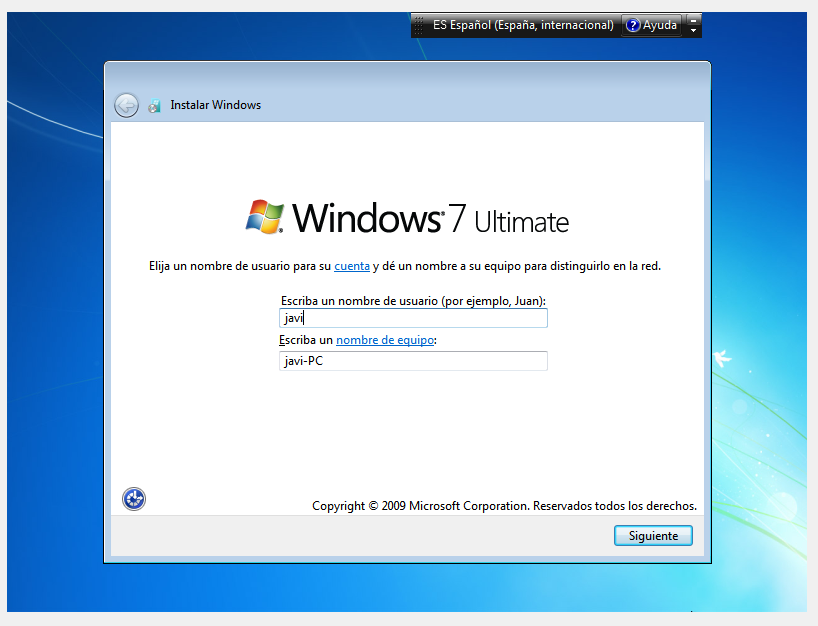 ES Español (España, internacional) ? Ayuda
Instalar Windows
Windows 7 Ultimate
Elija un nombre de usuario para su cuenta y dé un nombre a su equipo para distinguirlo en la red.
Escriba un nombre de usuario (por ejemplo, Juan):
javi
Escriba un nombre de equipo:
javi-PC
Copyright © 2009 Microsoft Corporation. Reservados todos los derechos.
Siguiente